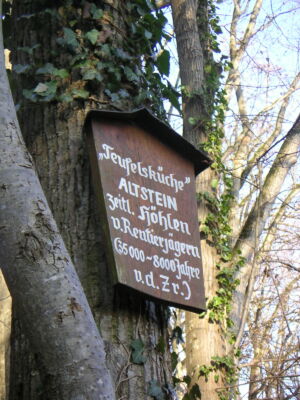 „Teufelsküche"
ALTSTEIN
Zeitl. Höhlen
v. Rentierjägern
(35000-8000 Jahre
v. d. Zr.)